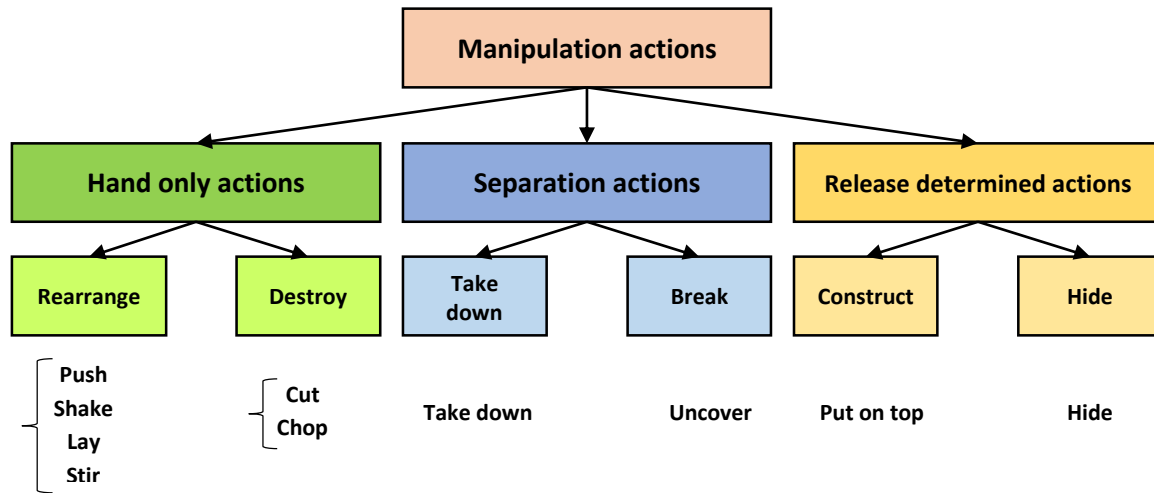 Manipulation actions
Hand only actions
Separation actions
Release determined actions
Rearrange
Destroy
Take
down
Break
Construct
Hide
Push
Shake
Lay
Stir
Cut
Chop
Take down
Uncover
Put on top
Hide